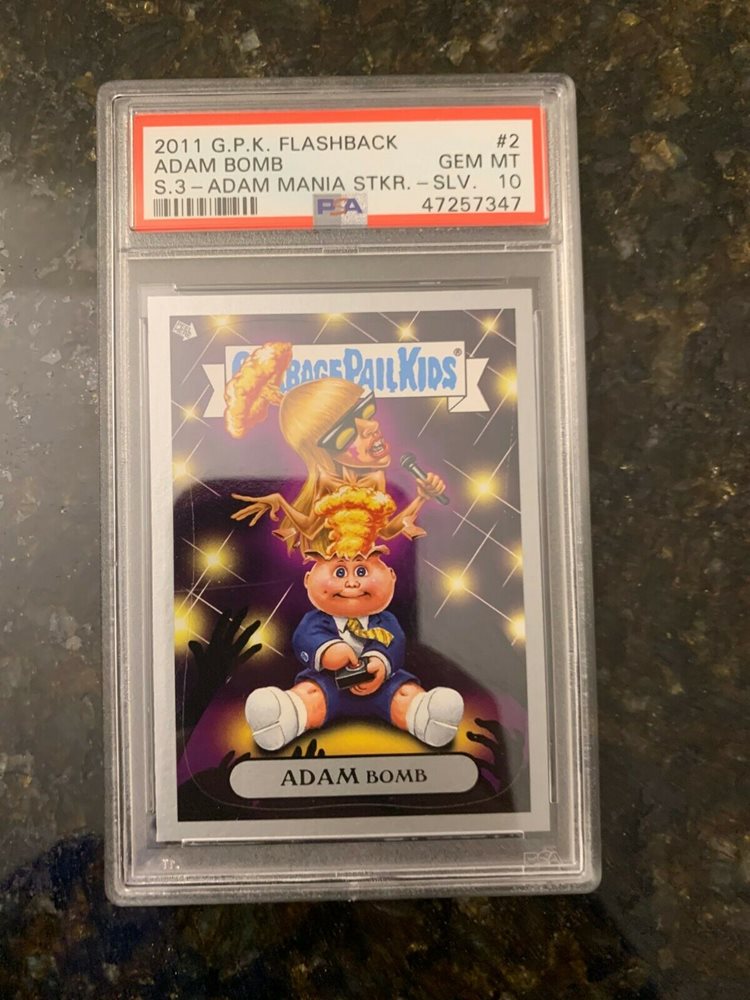 2011 G.P.K. FLASHBACK #2
ADAM BOMB GEM MT
S.3-ADAM MANIA STKR.-SLV. 10
PSA 47257347
GARBAGE PAIL KIDS®
ADAM BOMB
PSA